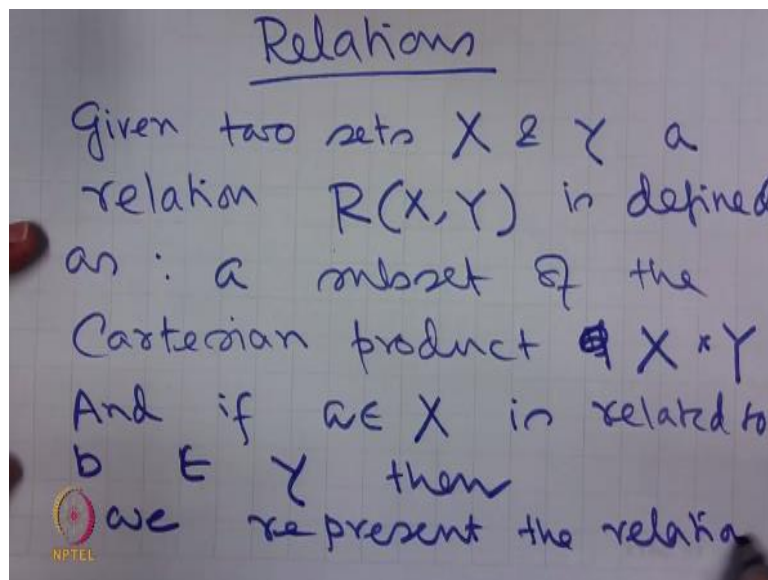 Relations
Given two sets X & Y a
relation R(X, Y) is defined
as : a subset of the
Cartesian product X * Y
And if a ∈ X is related to
b ∈ Y then
we represent the relatio
NPTEL